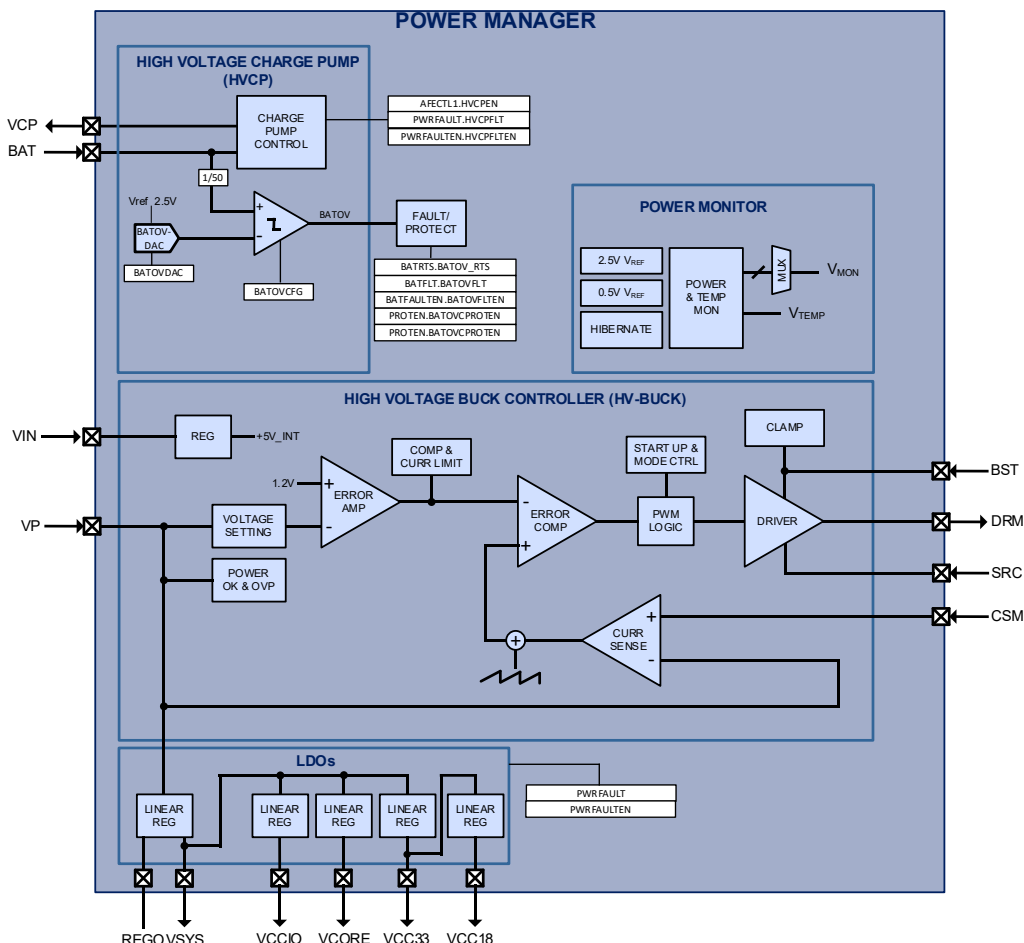 POWER MANAGER
HIGH VOLTAGE CHARGE PUMP
(HVCP)
VCP
BAT
CHARGE
PUMP
CONTROL
AFECTL1.HVCPEN
PWRFAULT.HVCPFLT
PWRFAULTEN.HVCPFLTEN
1/50
Vref 2.5V
BATOV-
DAC
BATOVDAC
+
-
BATOV
BATOVCFG
FAULT/
PROTECT
BATRTS.BATOV_RTS
BATFLT.BATOVFLT
BATFAULTEN.BATOVFLTEN
PROTEN.BATOVCPROTEN
PROTEN.BATOVCPROTEN
POWER MONITOR
2.5V VREF
0.5V VREF
HIBERNATE
POWER
& TEMP
MON
MUX
VMON
VTEMP
HIGH VOLTAGE BUCK CONTROLLER (HV-BUCK)
VIN
REG
+5V_INT
VP
VOLTAGE
SETTING
POWER
OK & OVP
1.2V
+
-
ERROR
AMP
COMP &
CURR LIMIT
-
+
ERROR
COMP
START UP &
MODE CTRL
PWM
LOGIC
CLAMP
DRIVER
BST
DRM
SRC
CSM
+
CURR
SENSE
+
-
LDOs
LINEAR
REG
LINEAR
REG
LINEAR
REG
LINEAR
REG
LINEAR
REG
PWRFAULT
PWRFAULTEN
REGO
VSYS
VCCIO
VCORE
VCC33
VCC18